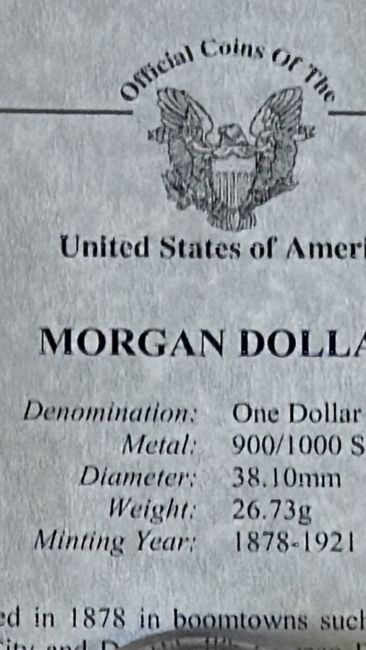 Official Coins Of The
United States of Ameri
MORGAN DOLLA
Denomination: One Dollar
Metal: 900/1000 S
Diameter: 38.10mm
Weight: 26.73g
Minting Year: 1878-1921
ed in 1878 in boomtowns such
and